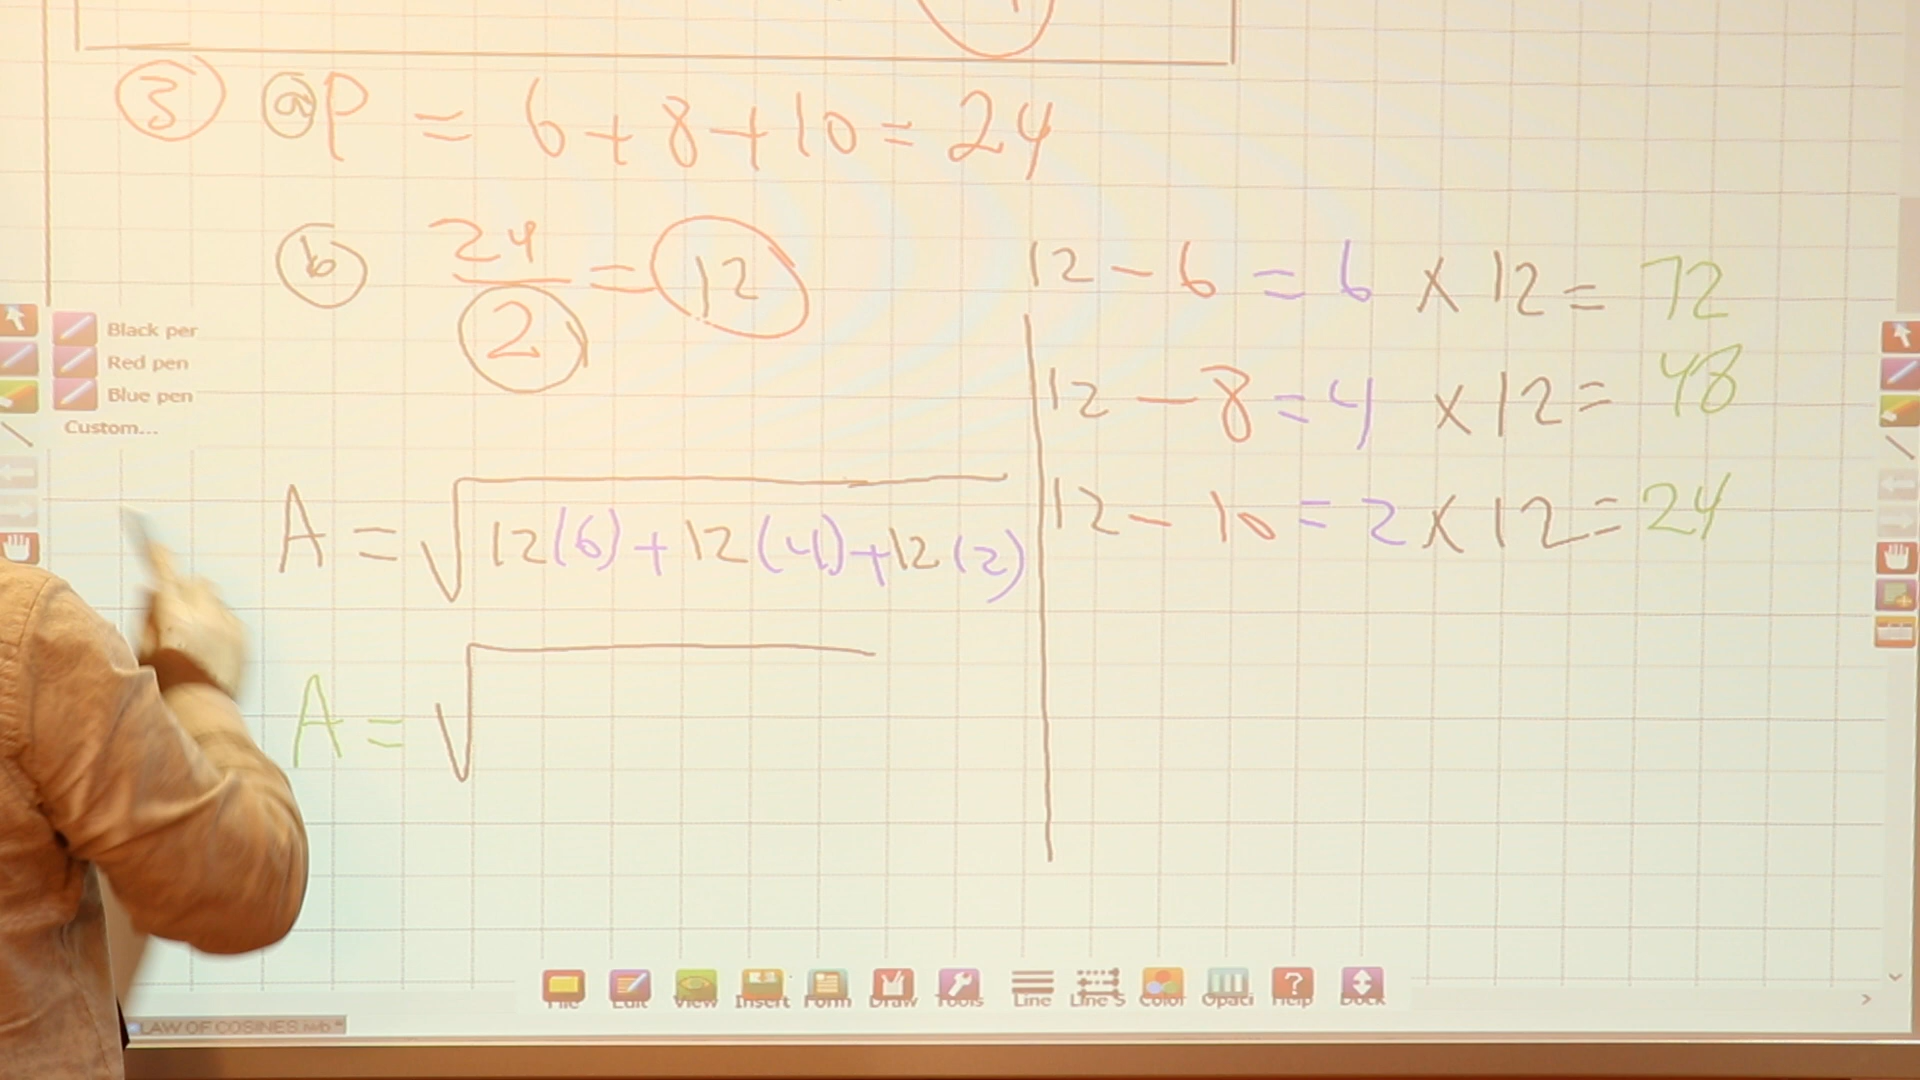 ③ ⓐ P = 6 + 8 + 10 = 24
ⓑ 24/2 = 12
12 - 6 = 6 x 12 = 72
12 - 8 = 4 x 12 = 48
12 - 10 = 2 x 12 = 24
A = √12(6) + 12(4) + 12(2)
A = √
Black pen
Red pen
Blue pen
Custom...
File Edit View Insert Form Draw Tools Line Line S Color Opaci Help Dock
LAW OF COSINES.iwb *